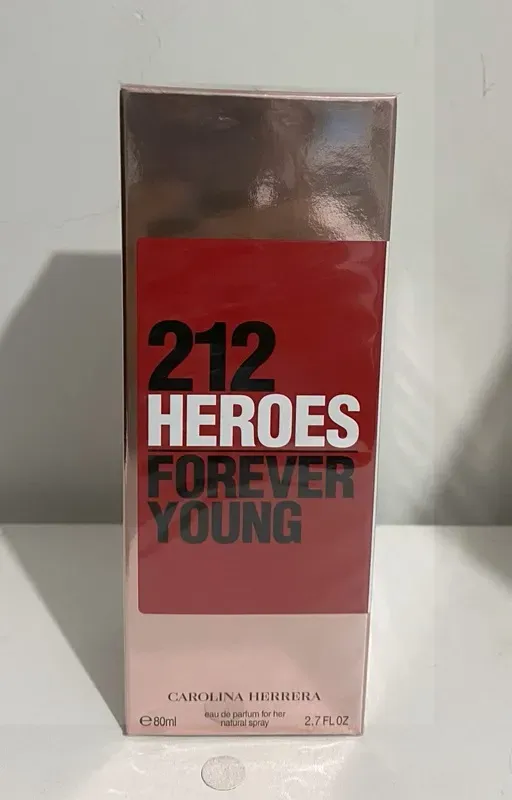 212
HEROES
FOREVER
YOUNG
CAROLINA HERRERA
eau de parfum for her
℮80ml natural spray 2.7 FL OZ